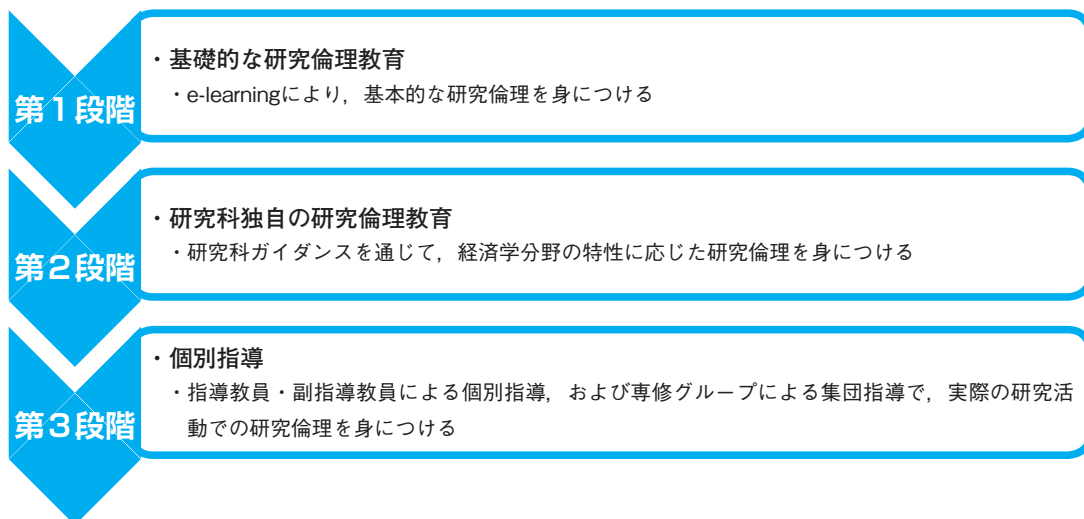 第1段階
・基礎的な研究倫理教育
・e-learningにより，基本的な研究倫理を身につける
第2段階
・研究科独自の研究倫理教育
・研究科ガイダンスを通じて，経済学分野の特性に応じた研究倫理を身につける
第3段階
・個別指導
・指導教員・副指導教員による個別指導，および専修グループによる集団指導で，実際の研究活
動での研究倫理を身につける